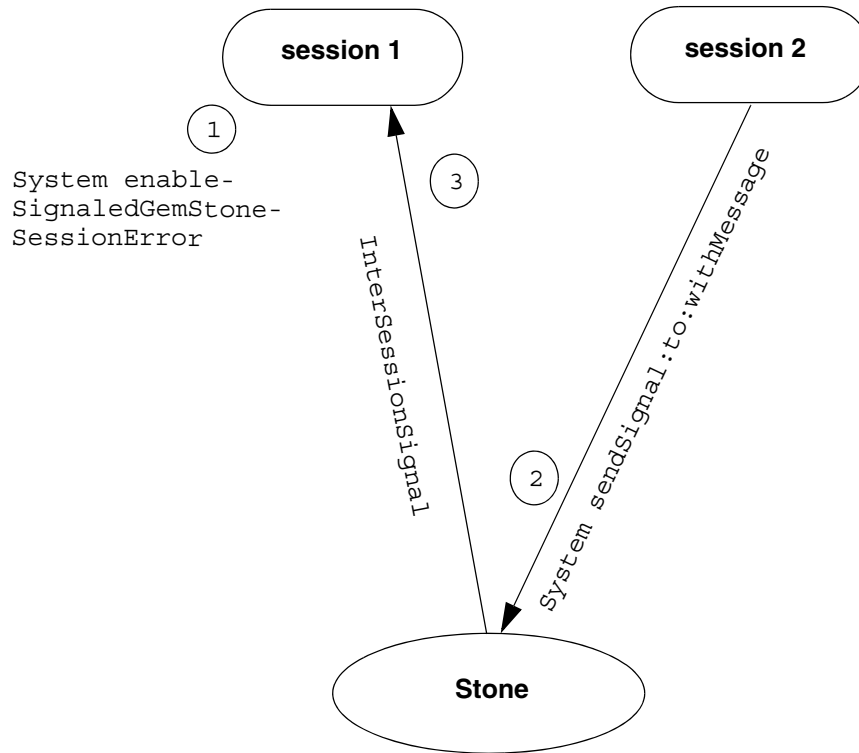 session 1
session 2
1
System enable-
SignaledGemStone-
SessionError
3
InterSessionSignal
System sendSignal:to:withMessage
2
Stone